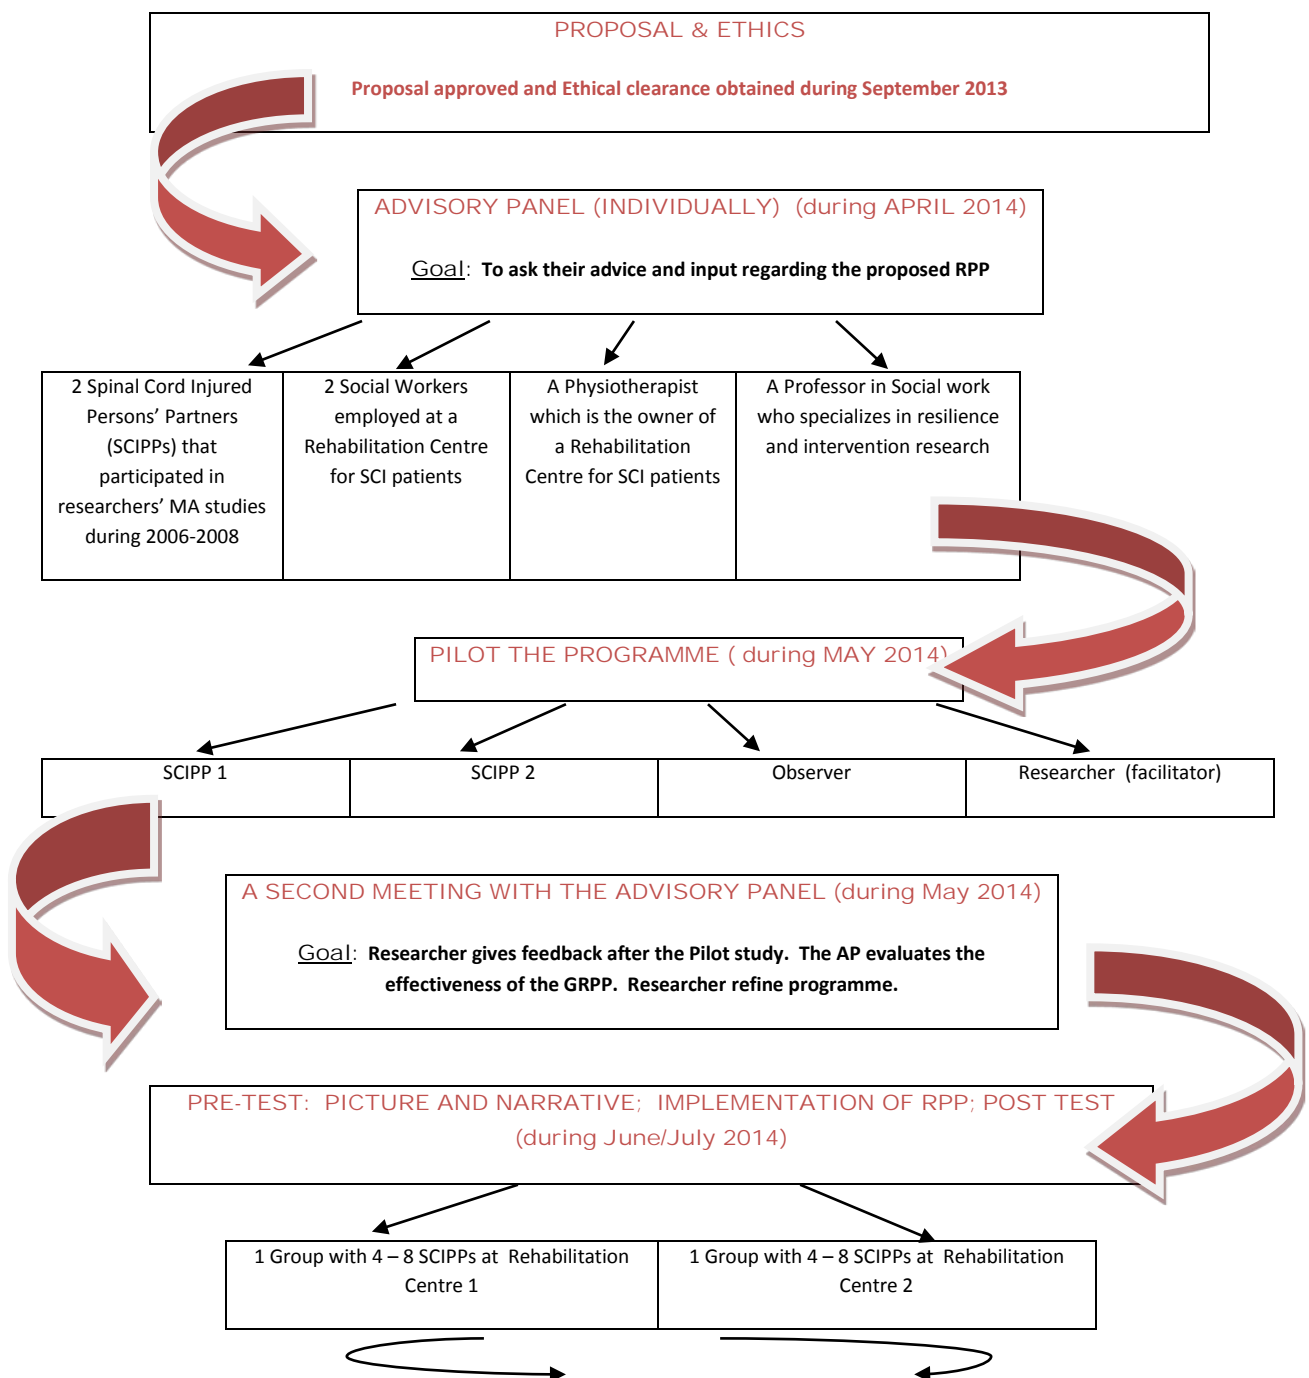 PROPOSAL & ETHICS
Proposal approved and Ethical clearance obtained during September 2013
ADVISORY PANEL (INDIVIDUALLY) (during APRIL 2014)
Goal: To ask their advice and input regarding the proposed RPP
2 Spinal Cord Injured
Persons' Partners
(SCIPPs) that
participated in
researchers' MA studies
during 2006-2008
2 Social Workers
employed at a
Rehabilitation Centre
for SCI patients
A Physiotherapist
which is the owner of
a Rehabilitation
Centre for SCI patients
A Professor in Social work
who specializes in resilience
and intervention research
PILOT THE PROGRAMME ( during MAY 2014)
SCIPP 1
SCIPP 2
Observer
Researcher (facilitator)
A SECOND MEETING WITH THE ADVISORY PANEL (during May 2014)
Goal: Researcher gives feedback after the Pilot study. The AP evaluates the
effectiveness of the GRPP. Researcher refine programme.
PRE-TEST: PICTURE AND NARRATIVE; IMPLEMENTATION OF RPP; POST TEST
(during June/July 2014)
1 Group with 4 – 8 SCIPPs at Rehabilitation
Centre 1
1 Group with 4 – 8 SCIPPs at Rehabilitation
Centre 2